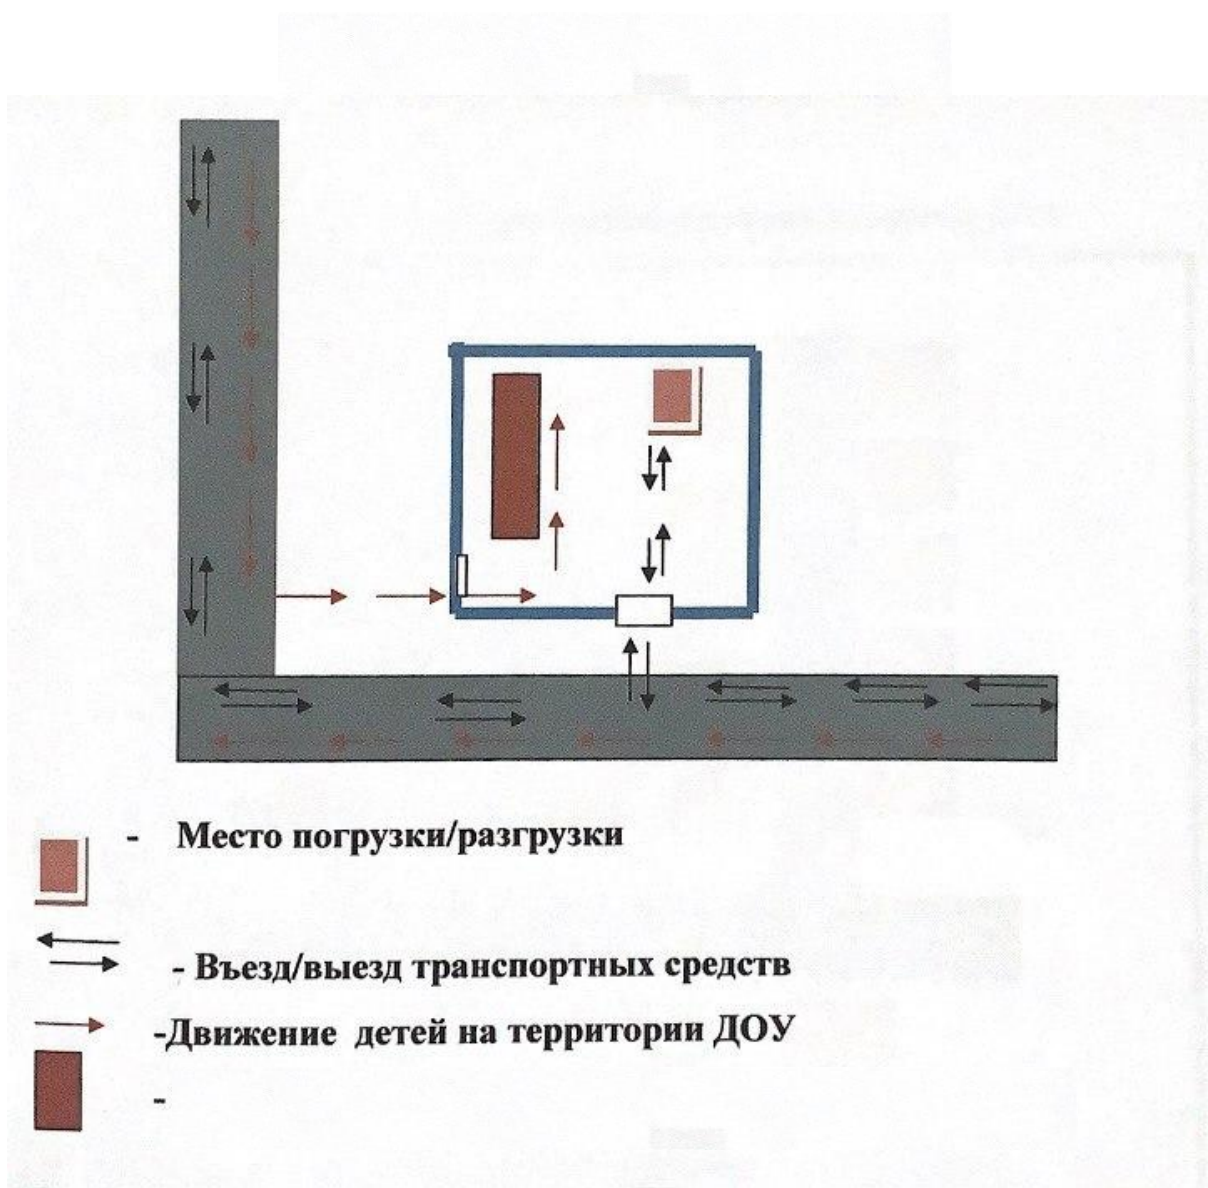 - Место погрузки/разгрузки
- Въезд/выезд транспортных средств
-Движение детей на территории ДОУ
-